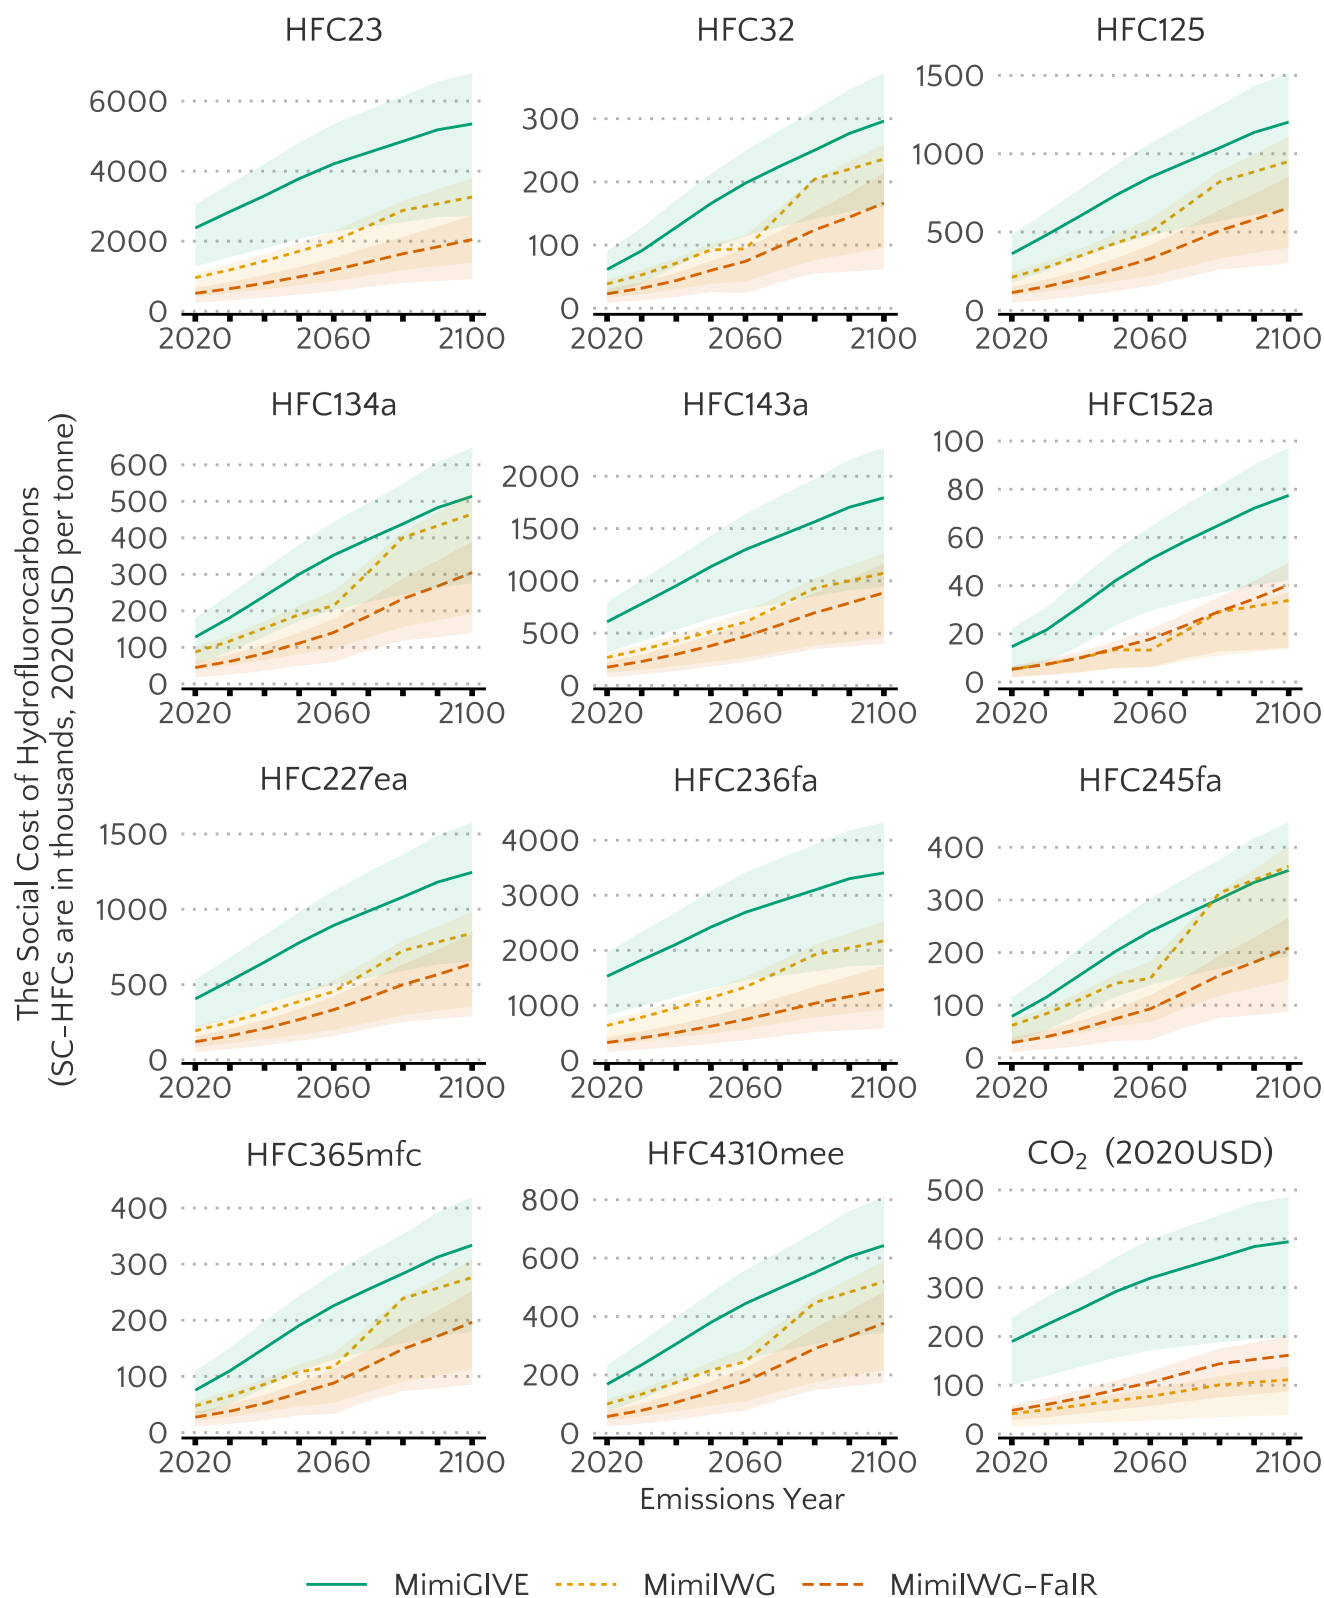 HFC23
HFC32
HFC125
6000
4000
2000
0
2020 2060 2100
300
200
100
0
2020 2060 2100
1500
1000
500
0
2020 2060 2100
The Social Cost of Hydrofluorocarbons
(SC-HFCs are in thousands, 2020USD per tonne)
HFC134a
HFC143a
HFC152a
600
500
400
300
200
100
0
2020 2060 2100
2000
1500
1000
500
0
2020 2060 2100
100
80
60
40
20
0
2020 2060 2100
HFC227ea
HFC236fa
HFC245fa
1500
1000
500
0
2020 2060 2100
4000
3000
2000
1000
0
2020 2060 2100
400
300
200
100
0
2020 2060 2100
HFC365mfc
HFC4310mee
CO₂ (2020USD)
400
300
200
100
0
2020 2060 2100
800
600
400
200
0
2020 2060 2100
500
400
300
200
100
0
2020 2060 2100
Emissions Year
MimiGIVE MimiIWG MimiIWG-FaIR